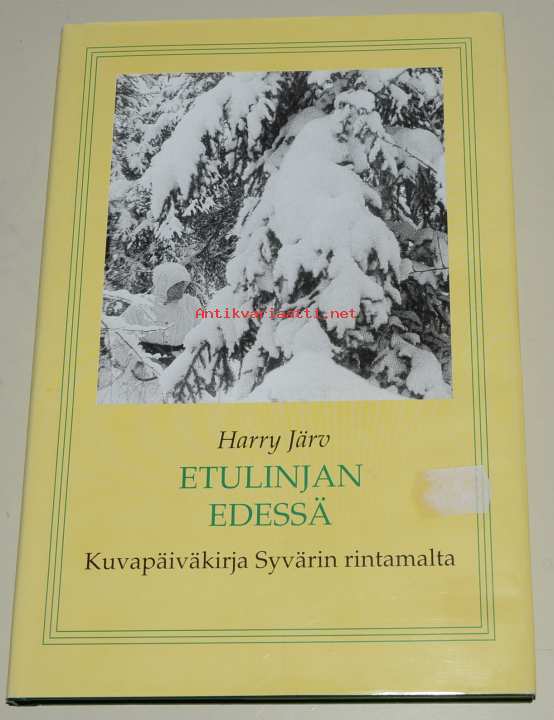 Antikvariaatti.net
Harry Järv
ETULINJAN
EDESSÄ
Kuvapäiväkirja Syvärin rintamalta